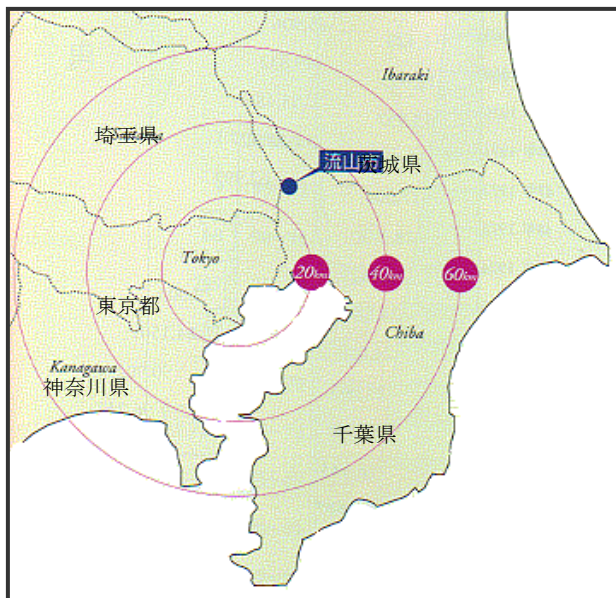 Ibaraki
埼玉県
流山市
茨城県
Tokyo
20km
40km
60km
東京都
Chiba
Kanagawa
神奈川県
千葉県